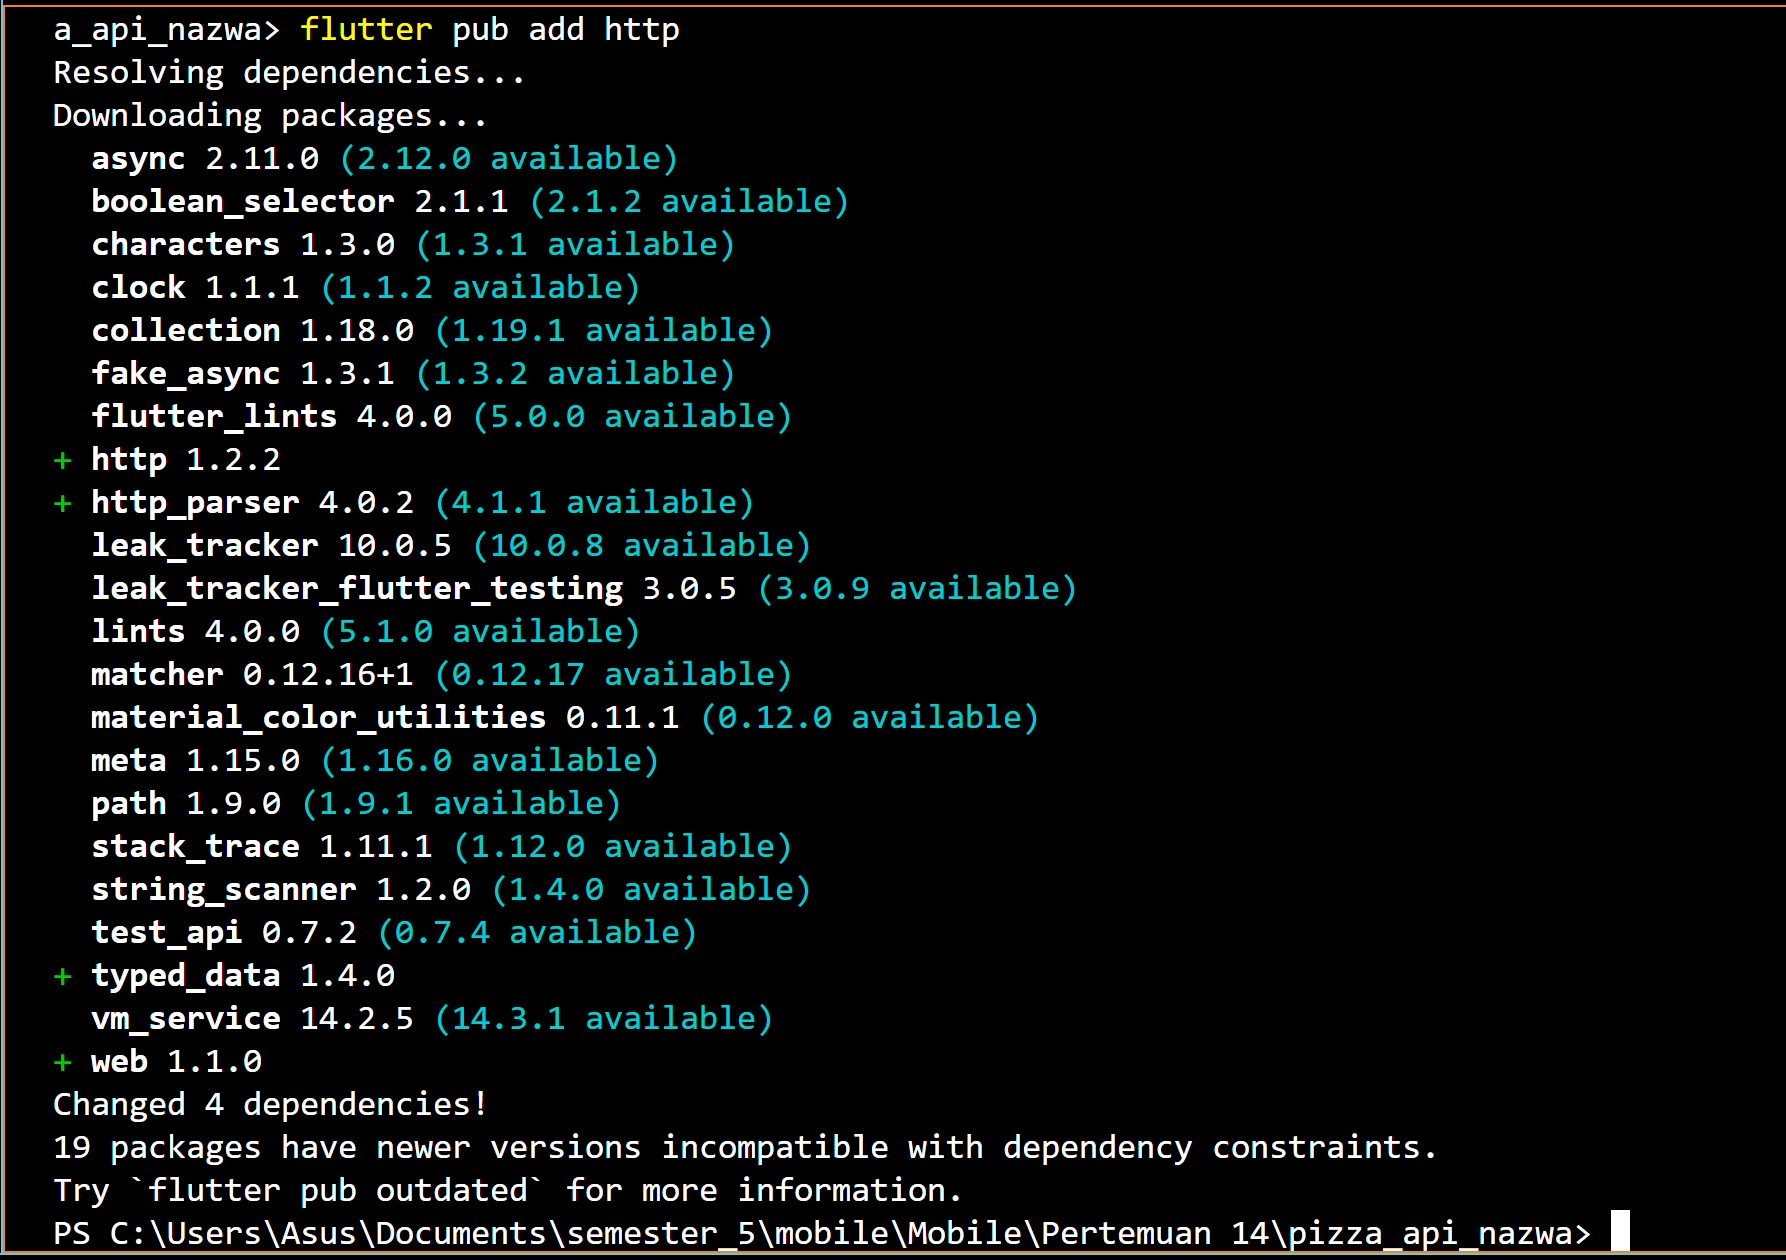 a_api_nazwa> flutter pub add http
Resolving dependencies...
Downloading packages...
  async 2.11.0 (2.12.0 available)
  boolean_selector 2.1.1 (2.1.2 available)
  characters 1.3.0 (1.3.1 available)
  clock 1.1.1 (1.1.2 available)
  collection 1.18.0 (1.19.1 available)
  fake_async 1.3.1 (1.3.2 available)
  flutter_lints 4.0.0 (5.0.0 available)
+ http 1.2.2
+ http_parser 4.0.2 (4.1.1 available)
  leak_tracker 10.0.5 (10.0.8 available)
  leak_tracker_flutter_testing 3.0.5 (3.0.9 available)
  lints 4.0.0 (5.1.0 available)
  matcher 0.12.16+1 (0.12.17 available)
  material_color_utilities 0.11.1 (0.12.0 available)
  meta 1.15.0 (1.16.0 available)
  path 1.9.0 (1.9.1 available)
  stack_trace 1.11.1 (1.12.0 available)
  string_scanner 1.2.0 (1.4.0 available)
  test_api 0.7.2 (0.7.4 available)
+ typed_data 1.4.0
  vm_service 14.2.5 (14.3.1 available)
+ web 1.1.0
Changed 4 dependencies!
19 packages have newer versions incompatible with dependency constraints.
Try `flutter pub outdated` for more information.
PS C:\Users\Asus\Documents\semester_5\mobile\Mobile\Pertemuan 14\pizza_api_nazwa>